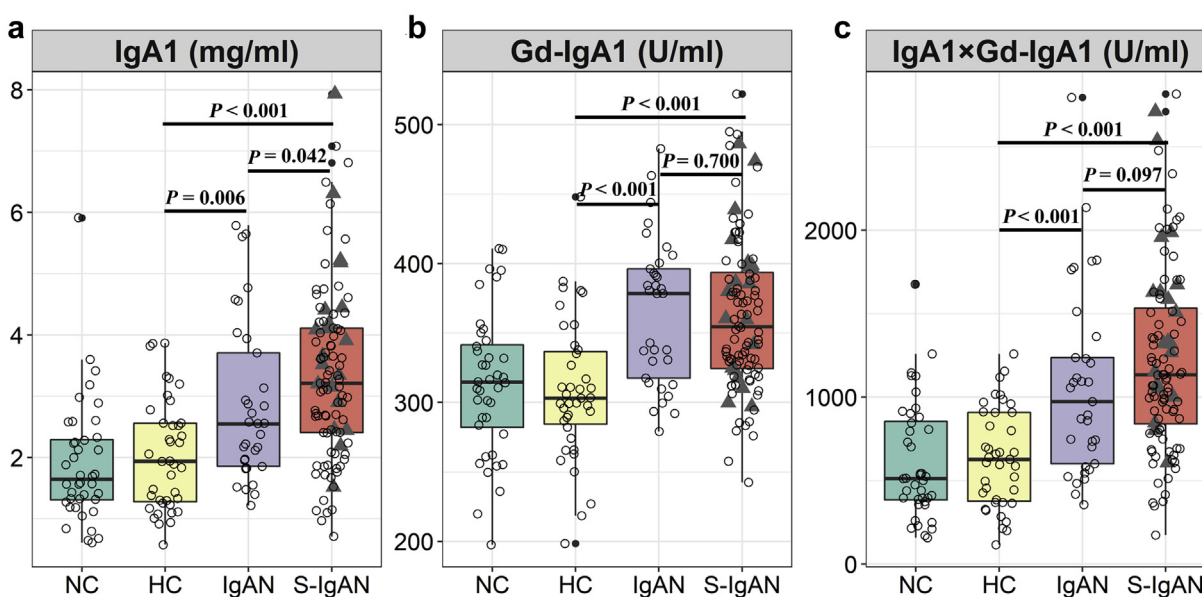 a
IgA1 (mg/ml)
8
6
4
2
P < 0.001
P = 0.042
P = 0.006
NC HC IgAN S-IgAN
b
Gd-IgA1 (U/ml)
500
400
300
200
P < 0.001
P = 0.700
P < 0.001
NC HC IgAN S-IgAN
c
IgA1×Gd-IgA1 (U/ml)
2000
1000
0
P < 0.001
P = 0.097
P < 0.001
NC HC IgAN S-IgAN